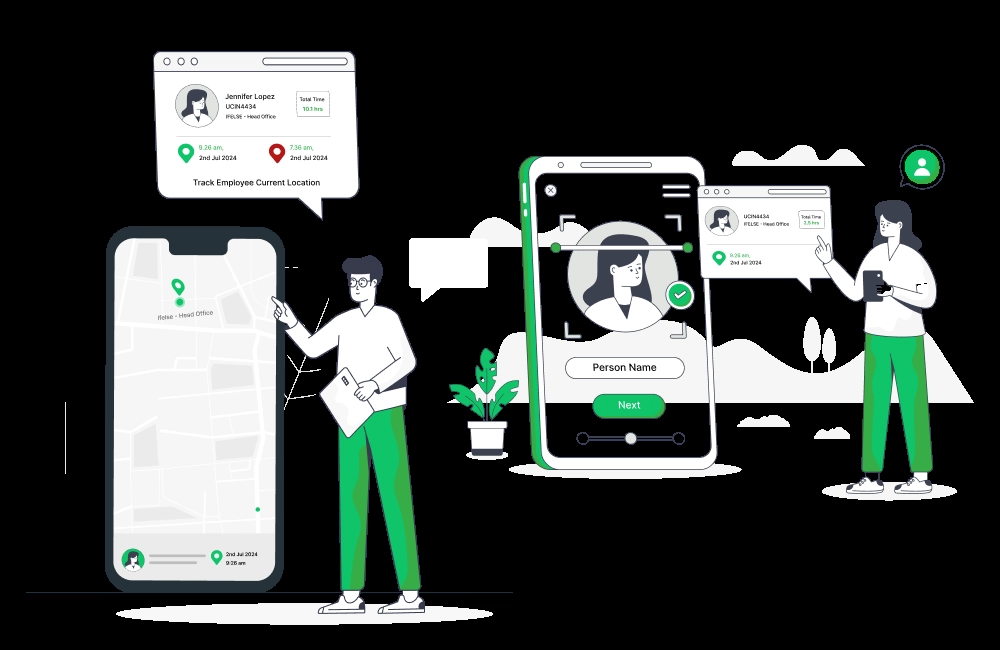 Jennifer Lopez
UCIN4434
IFELSE - Head Office
Total Time
10.1 hrs
9.26 am,
2nd Jul 2024
7.36 am,
2nd Jul 2024
Track Employee Current Location
Ifelse - Head Office
2nd Jul 2024
9:26 am
UCIN4434
IFELSE - Head Office
Total Time
2.5 hrs
9.26 am,
2nd Jul 2024
Person Name
Next